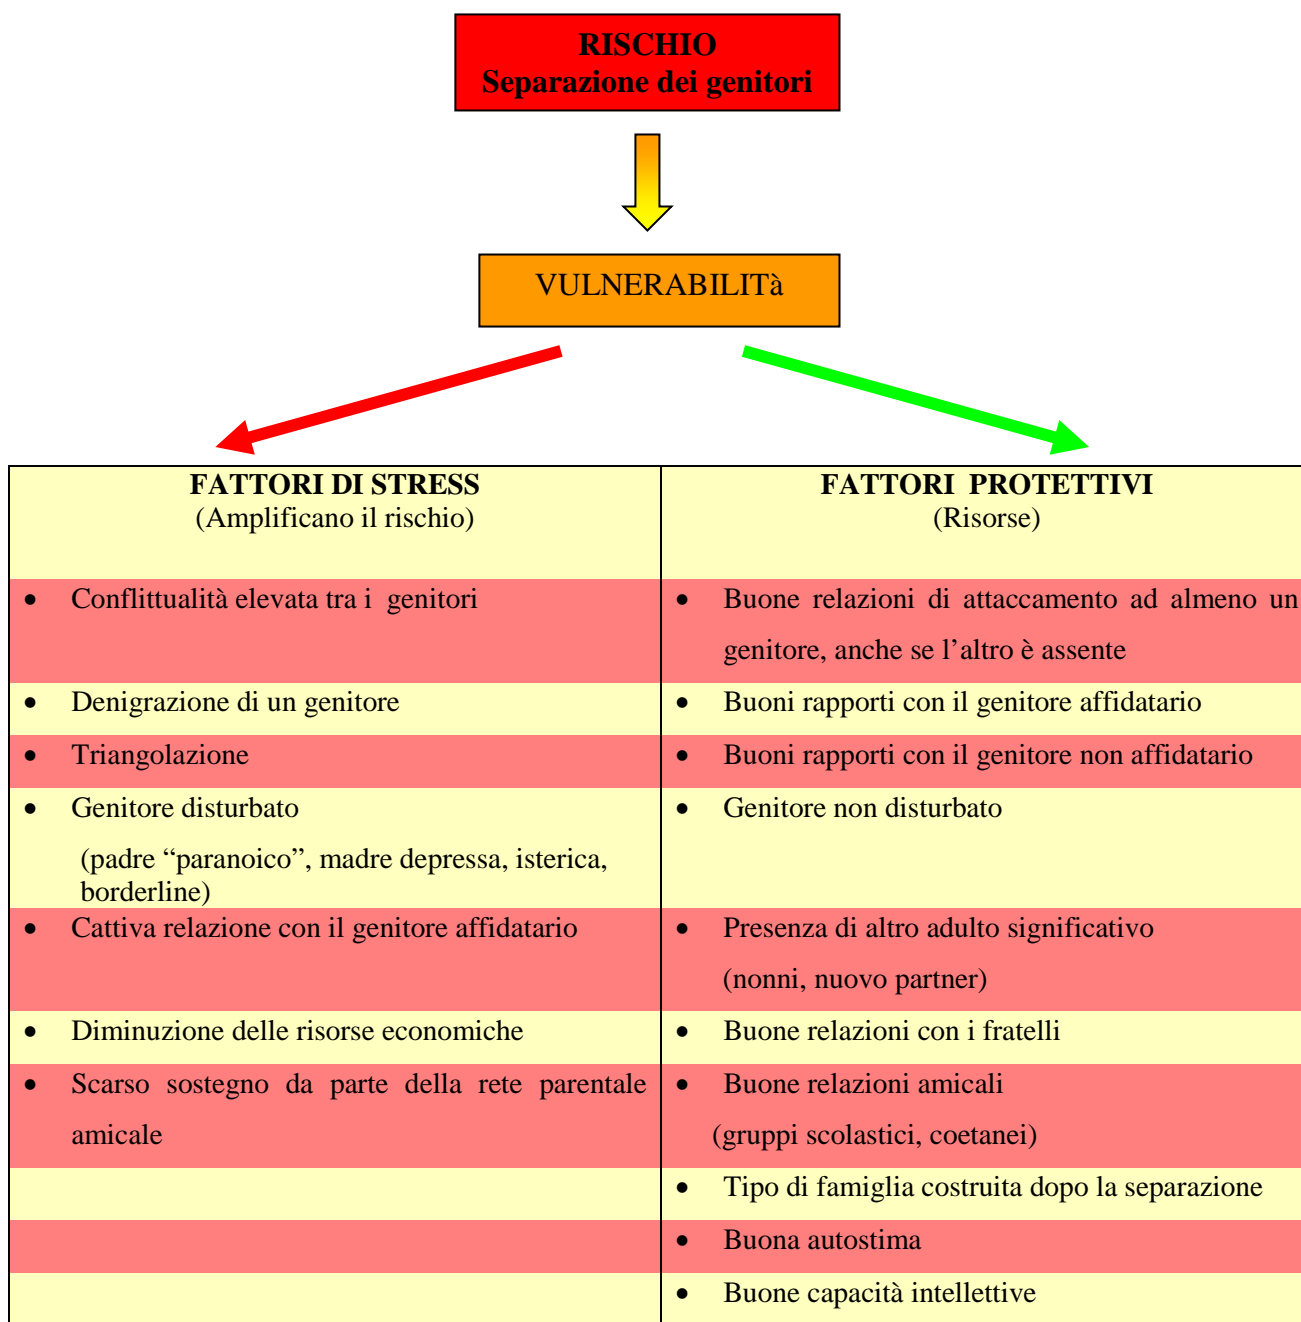 RISCHIO
Separazione dei genitori
VULNERABILITà
FATTORI DI STRESS
(Amplificano il rischio)
FATTORI PROTETTIVI
(Risorse)
• Conflittualità elevata tra i genitori
• Buone relazioni di attaccamento ad almeno un
genitore, anche se l’altro è assente
• Denigrazione di un genitore
• Buoni rapporti con il genitore affidatario
• Triangolazione
• Buoni rapporti con il genitore non affidatario
• Genitore disturbato
(padre “paranoico”, madre depressa, isterica,
borderline)
• Genitore non disturbato
• Cattiva relazione con il genitore affidatario
• Presenza di altro adulto significativo
(nonni, nuovo partner)
• Diminuzione delle risorse economiche
• Buone relazioni con i fratelli
• Scarso sostegno da parte della rete parentale
amicale
• Buone relazioni amicali
(gruppi scolastici, coetanei)
• Tipo di famiglia costruita dopo la separazione
• Buona autostima
• Buone capacità intellettive